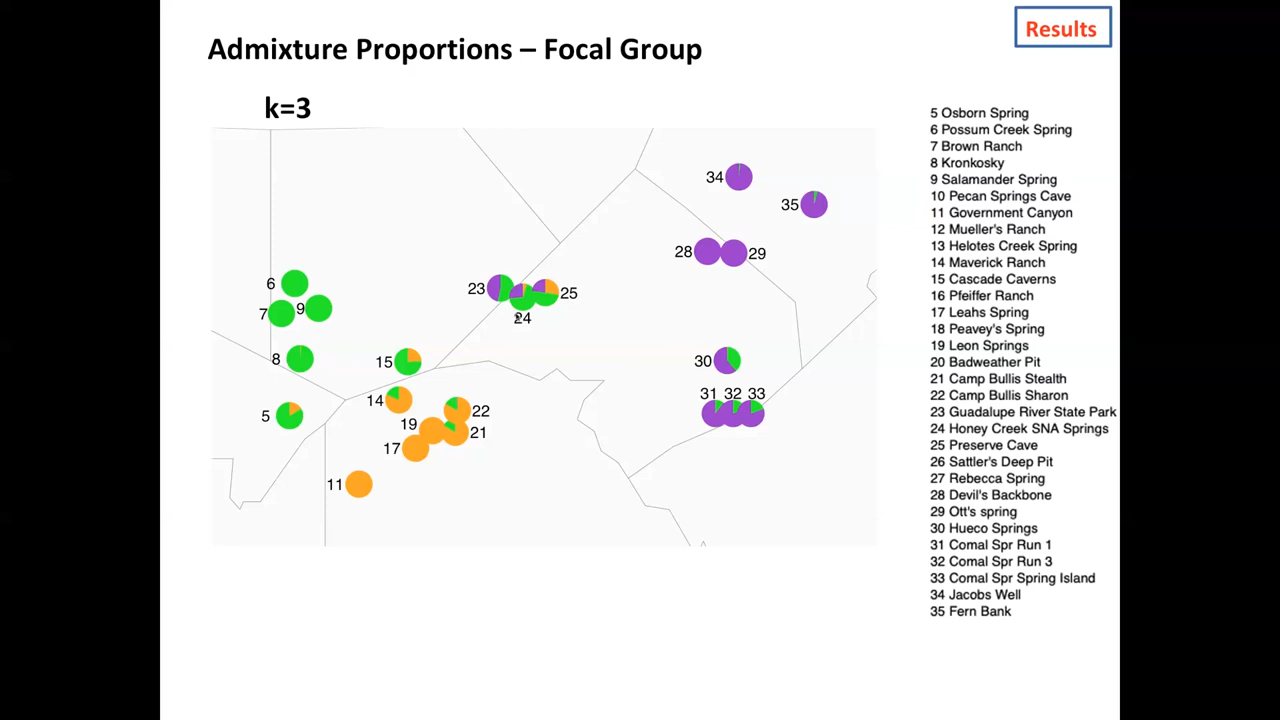 Results
Admixture Proportions – Focal Group
k=3
34
35
28
29
6
7
9
23
24
25
8
15
30
14
22
5
19
21
17
31 32 33
11
5 Osborn Spring
6 Possum Creek Spring
7 Brown Ranch
8 Kronkosky
9 Salamander Spring
10 Pecan Springs Cave
11 Government Canyon
12 Mueller's Ranch
13 Helotes Creek Spring
14 Maverick Ranch
15 Cascade Caverns
16 Pfeiffer Ranch
17 Leahs Spring
18 Peavey's Spring
19 Leon Springs
20 Badweather Pit
21 Camp Bullis Stealth
22 Camp Bullis Sharon
23 Guadalupe River State Park
24 Honey Creek SNA Springs
25 Preserve Cave
26 Sattler's Deep Pit
27 Rebecca Spring
28 Devil's Backbone
29 Ott's spring
30 Hueco Springs
31 Comal Spr Run 1
32 Comal Spr Run 3
33 Comal Spr Spring Island
34 Jacobs Well
35 Fern Bank